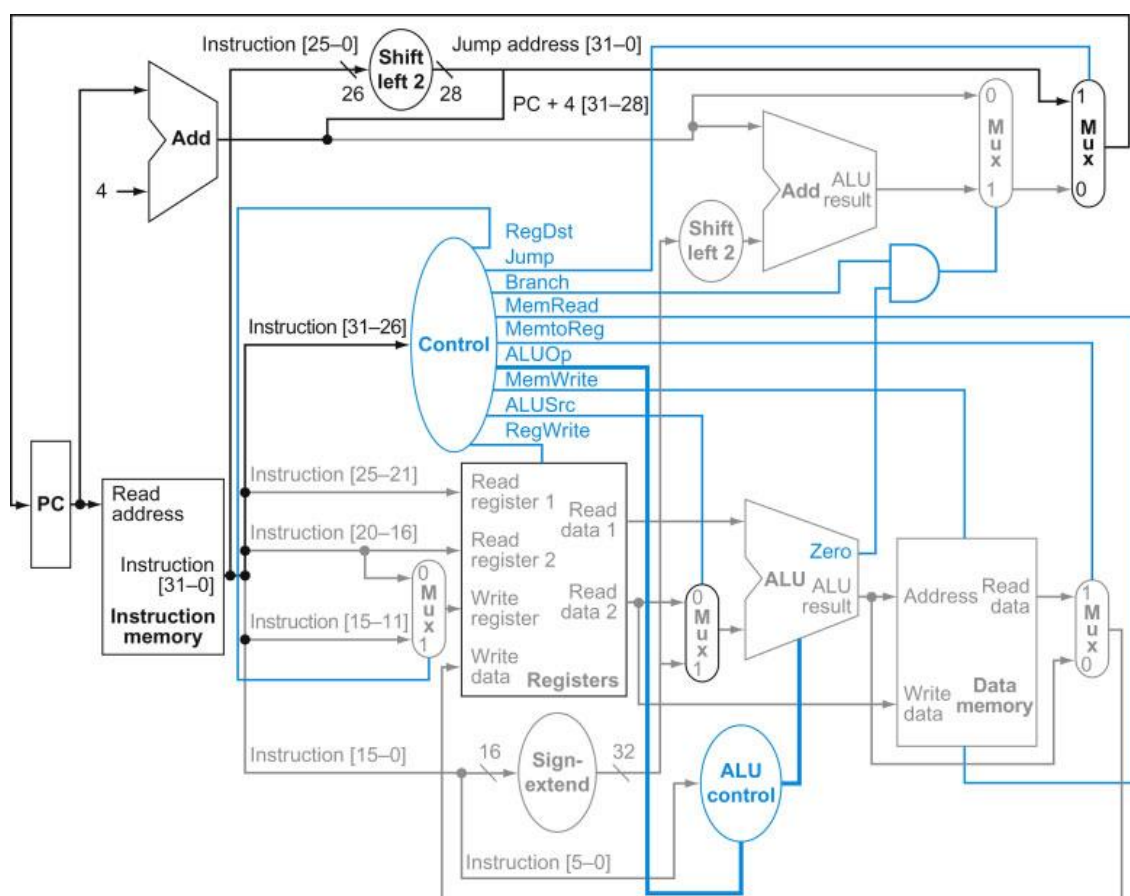 Instruction [25–0]
Shift
left 2
Jump address [31–0]
26
28
PC + 4 [31–28]
Add
4
0
Mux
1
1
Mux
0
Add
ALU
result
Shift
left 2
RegDst
Jump
Branch
MemRead
MemtoReg
ALUOp
MemWrite
ALUSrc
RegWrite
Instruction [31–26]
Control
PC
Read
address
Instruction
[31–0]
Instruction
memory
Instruction [25–21]
Instruction [20–16]
Instruction [15–11]
0
Mux
1
Read
register 1
Read
register 2
Write
register
Write
data
Read
data 1
Read
data 2
Registers
0
Mux
1
Zero
ALU
ALU
result
Address
Read
data
Write
data
Data
memory
1
Mux
0
Instruction [15–0]
16
Sign-
extend
32
ALU
control
Instruction [5–0]